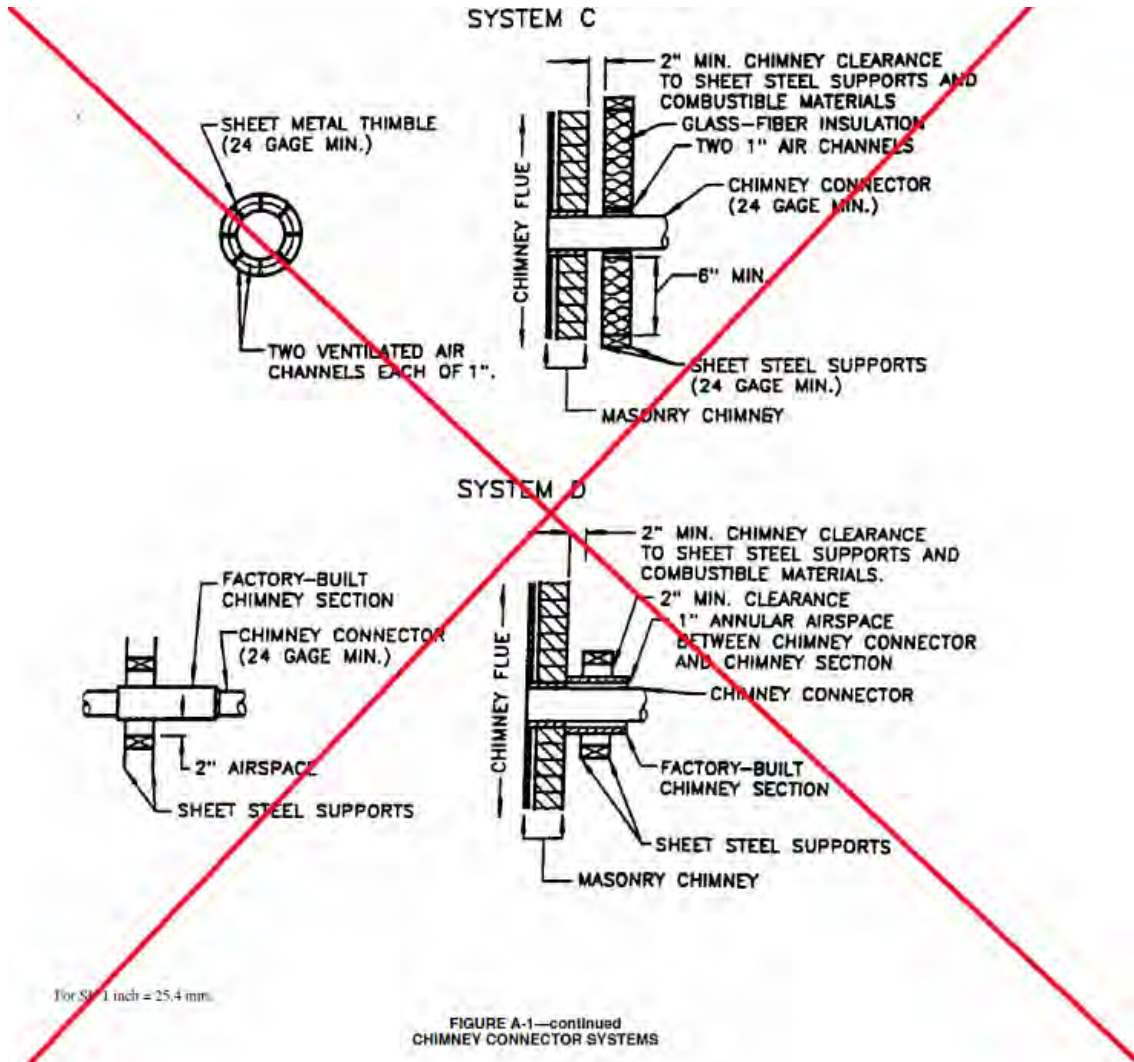 SYSTEM C
2" MIN. CHIMNEY CLEARANCE
TO SHEET STEEL SUPPORTS AND
COMBUSTIBLE MATERIALS
GLASS-FIBER INSULATION
TWO 1" AIR CHANNELS
CHIMNEY CONNECTOR
(24 GAGE MIN.)
SHEET METAL THIMBLE
(24 GAGE MIN.)
CHIMNEY FLUE
6" MIN.
TWO VENTILATED AIR
CHANNELS EACH OF 1".
SHEET STEEL SUPPORTS
(24 GAGE MIN.)
MASONRY CHIMNEY
SYSTEM D
2" MIN. CHIMNEY CLEARANCE
TO SHEET STEEL SUPPORTS AND
COMBUSTIBLE MATERIALS.
2" MIN. CLEARANCE
1" ANNULAR AIRSPACE
BETWEEN CHIMNEY CONNECTOR
AND CHIMNEY SECTION
CHIMNEY CONNECTOR
FACTORY-BUILT
CHIMNEY SECTION
CHIMNEY CONNECTOR
(24 GAGE MIN.)
CHIMNEY FLUE
2" AIRSPACE
SHEET STEEL SUPPORTS
FACTORY-BUILT
CHIMNEY SECTION
SHEET STEEL SUPPORTS
MASONRY CHIMNEY
For SI: 1 inch = 25.4 mm.
FIGURE A-1—continued
CHIMNEY CONNECTOR SYSTEMS